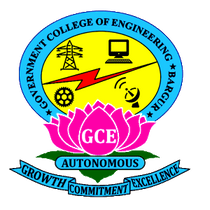 ★ GOVERNMENT COLLEGE OF ENGINEERING ★ BARGUR
GCE
AUTONOMOUS
GROWTH COMMITMENT EXCELLENCE